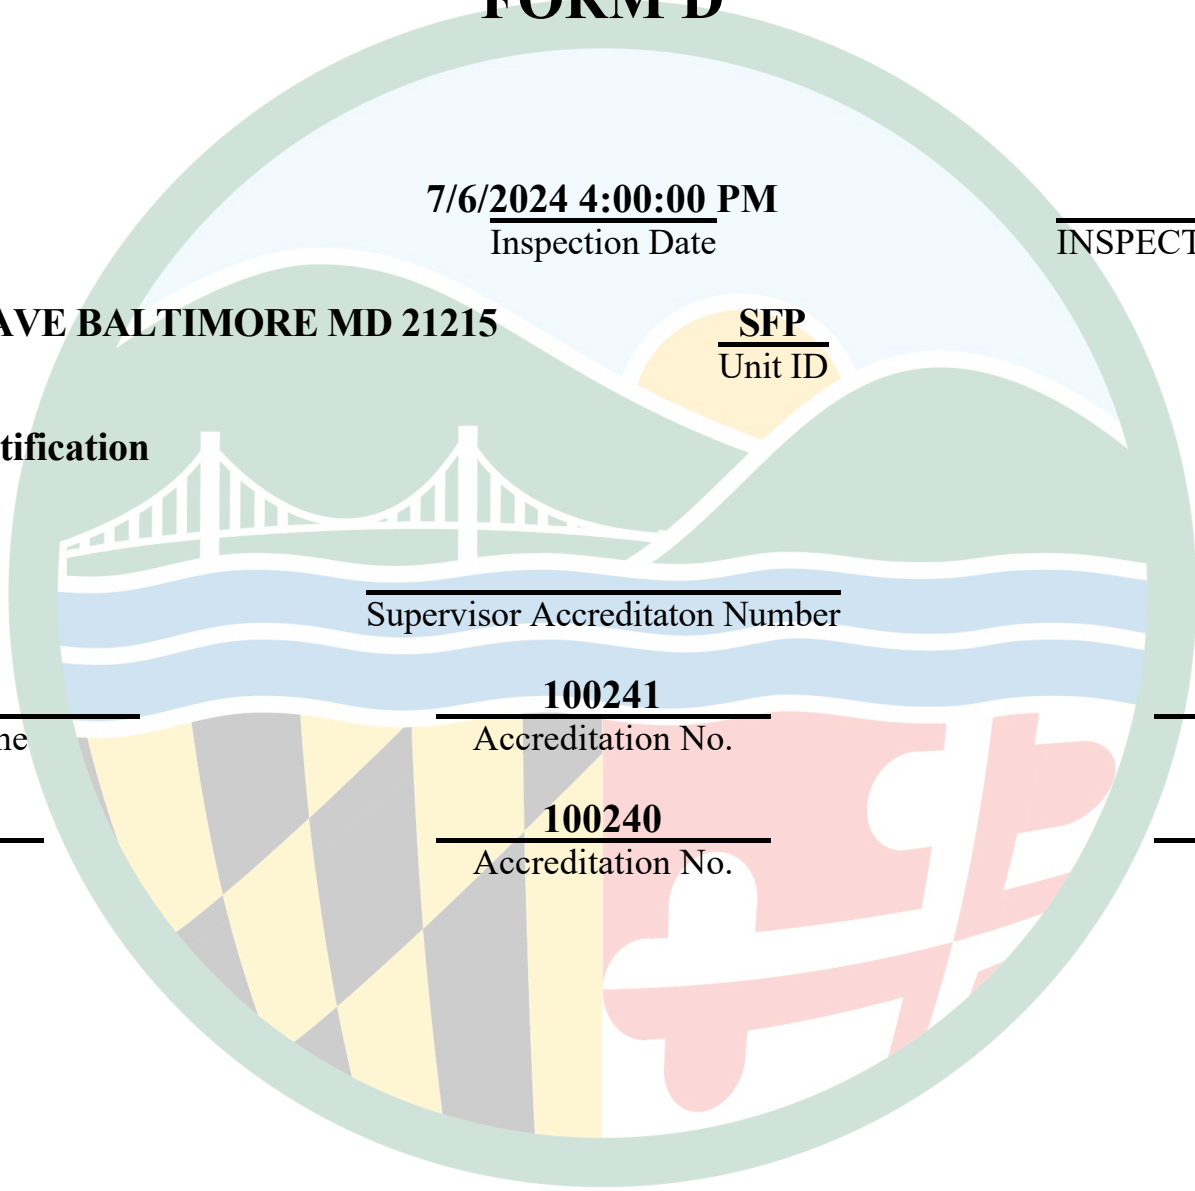 FORM D
7/6/2024 4:00:00 PM
Inspection Date
INSPECT
AVE BALTIMORE MD 21215
SFP
Unit ID
tification
Supervisor Accreditaton Number
100241
ne
Accreditation No.
100240
Accreditation No.